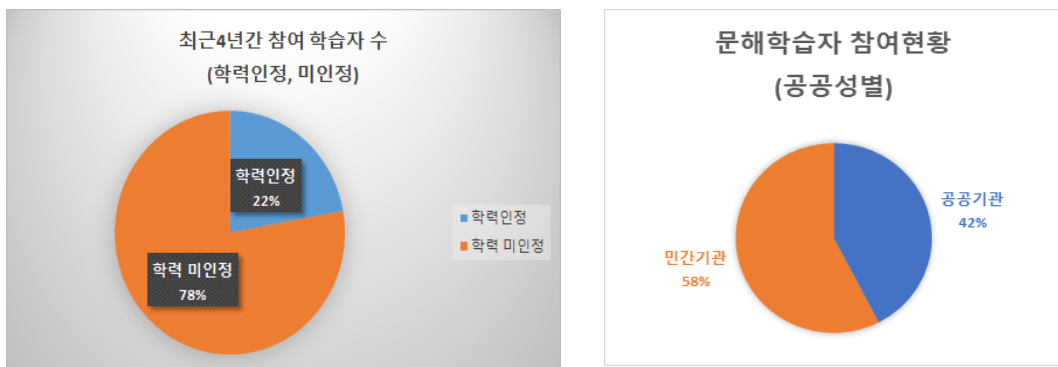 최근4년간 참여 학습자 수
(학력인정, 미인정)
학력인정
22%
학력 미인정
78%
학력인정
학력 미인정
문해학습자 참여현황
(공공성별)
공공기관
42%
민간기관
58%